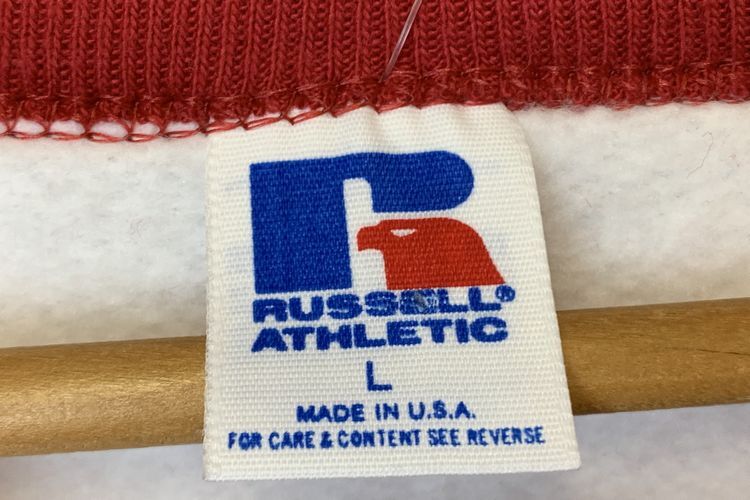 RUSSELL®
ATHLETIC
L
MADE IN U.S.A.
FOR CARE & CONTENT SEE REVERSE